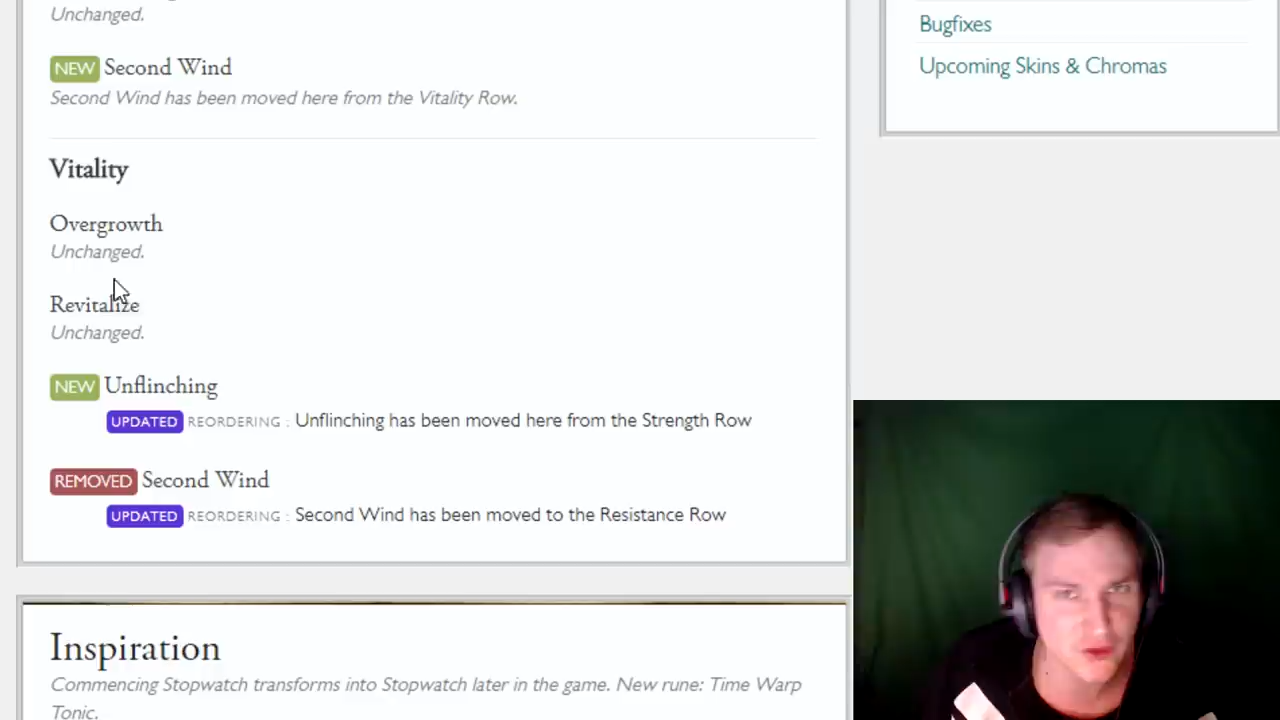 Unchanged.
NEW Second Wind
Second Wind has been moved here from the Vitality Row.
Vitality
Overgrowth
Unchanged.
Revitalize
Unchanged.
NEW Unflinching
UPDATED REORDERING : Unflinching has been moved here from the Strength Row
REMOVED Second Wind
UPDATED REORDERING : Second Wind has been moved to the Resistance Row
Inspiration
Commencing Stopwatch transforms into Stopwatch later in the game. New rune: Time Warp
Tonic.
Bugfixes
Upcoming Skins & Chromas